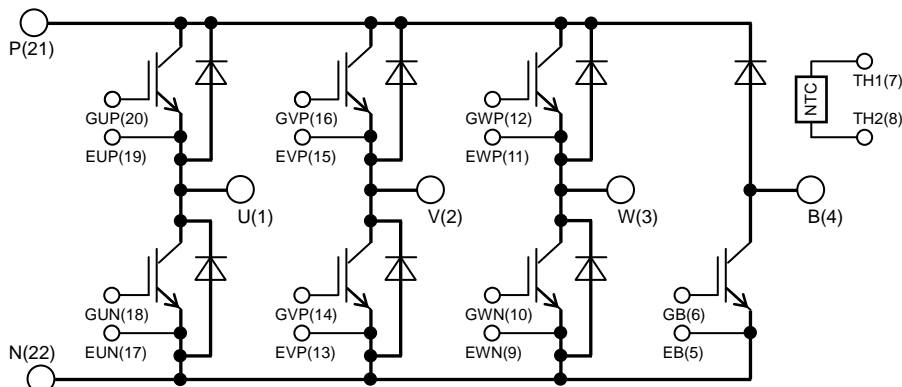 P(21)
GUP(20)
EUP(19)
GVP(16)
EVP(15)
GWP(12)
EWP(11)
NTC
TH1(7)
TH2(8)
U(1)
V(2)
W(3)
B(4)
GUN(18)
EUN(17)
GVP(14)
EVP(13)
GWN(10)
EWN(9)
GB(6)
EB(5)
N(22)